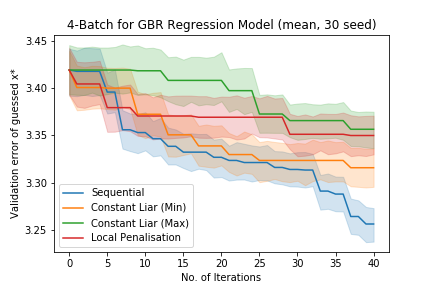 4-Batch for GBR Regression Model (mean, 30 seed)
Validation error of guessed x*
3.45
3.40
3.35
3.30
3.25
Sequential
Constant Liar (Min)
Constant Liar (Max)
Local Penalisation
0 5 10 15 20 25 30 35 40
No. of Iterations